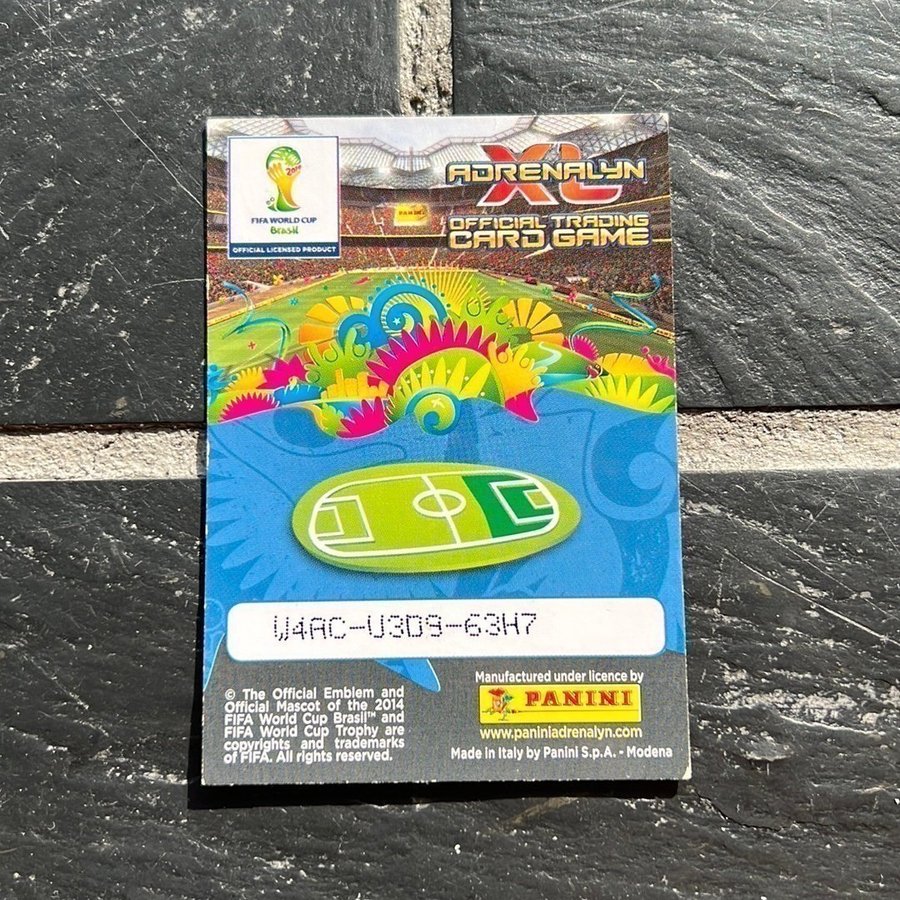 2014
FIFA WORLD CUP
Brasil
OFFICIAL LICENSED PRODUCT
ADRENALYN
XL
OFFICIAL TRADING
CARD GAME
PANINI
W4AC-U3D9-63H7
© The Official Emblem and
Official Mascot of the 2014
FIFA World Cup Brasil™ and
FIFA World Cup Trophy are
copyrights and trademarks
of FIFA. All rights reserved.
Manufactured under licence by
PANINI
www.paniniadrenalyn.com
Made in Italy by Panini S.p.A. - Modena